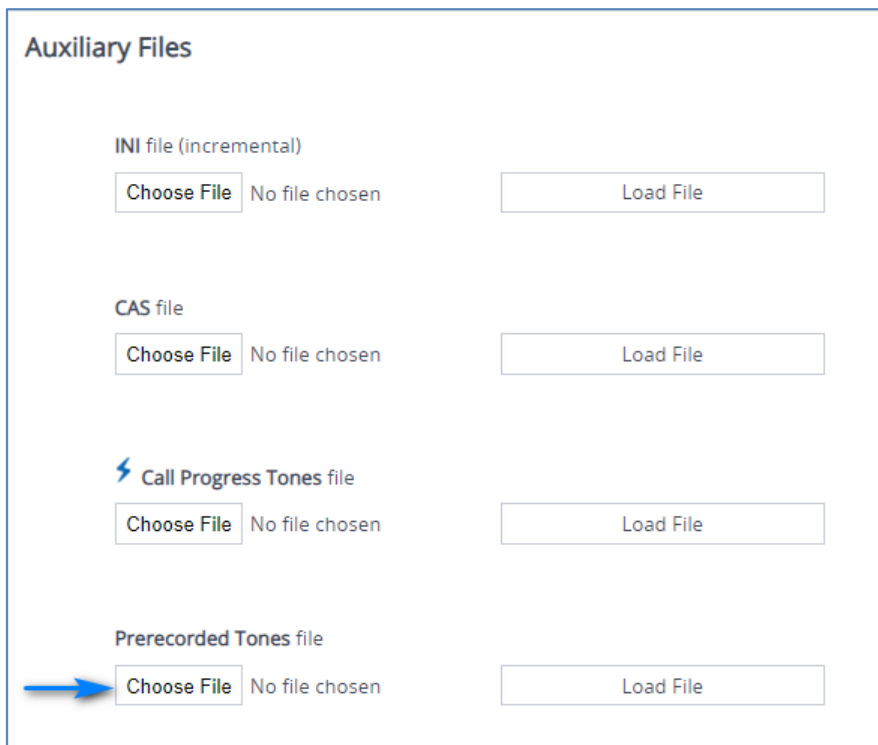 Auxiliary Files
INI file (incremental)
Choose File No file chosen Load File
CAS file
Choose File No file chosen Load File
Call Progress Tones file
Choose File No file chosen Load File
Prerecorded Tones file
Choose File No file chosen Load File